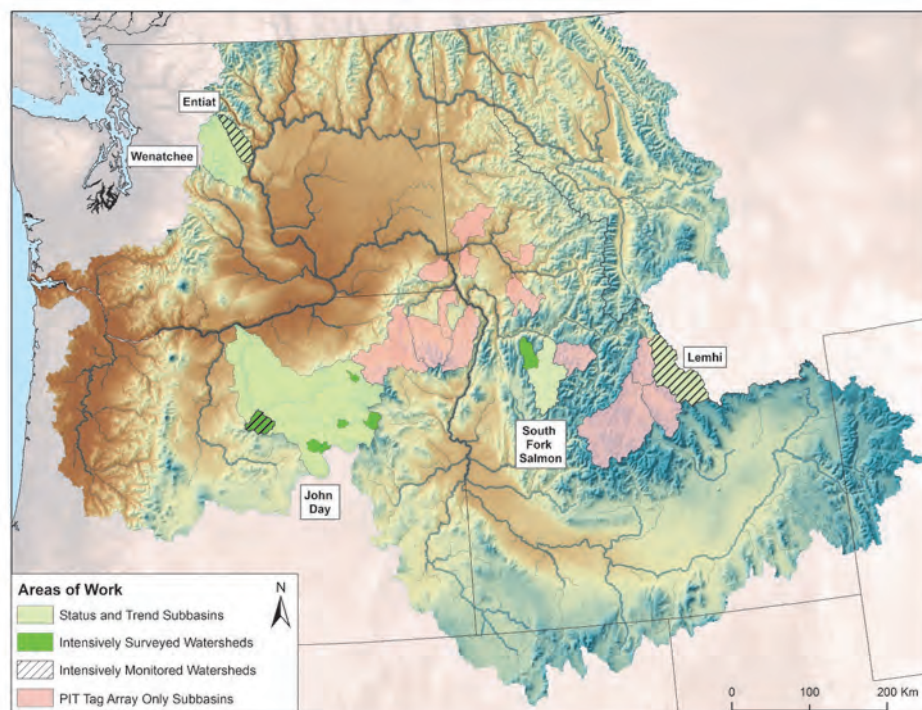 Entiat
Wenatchee
Lemhi
South
Fork
Salmon
John
Day
Areas of Work
N
Status and Trend Subbasins
Intensively Surveyed Watersheds
Intensively Monitored Watersheds
PIT Tag Array Only Subbasins
0 100 200 Km